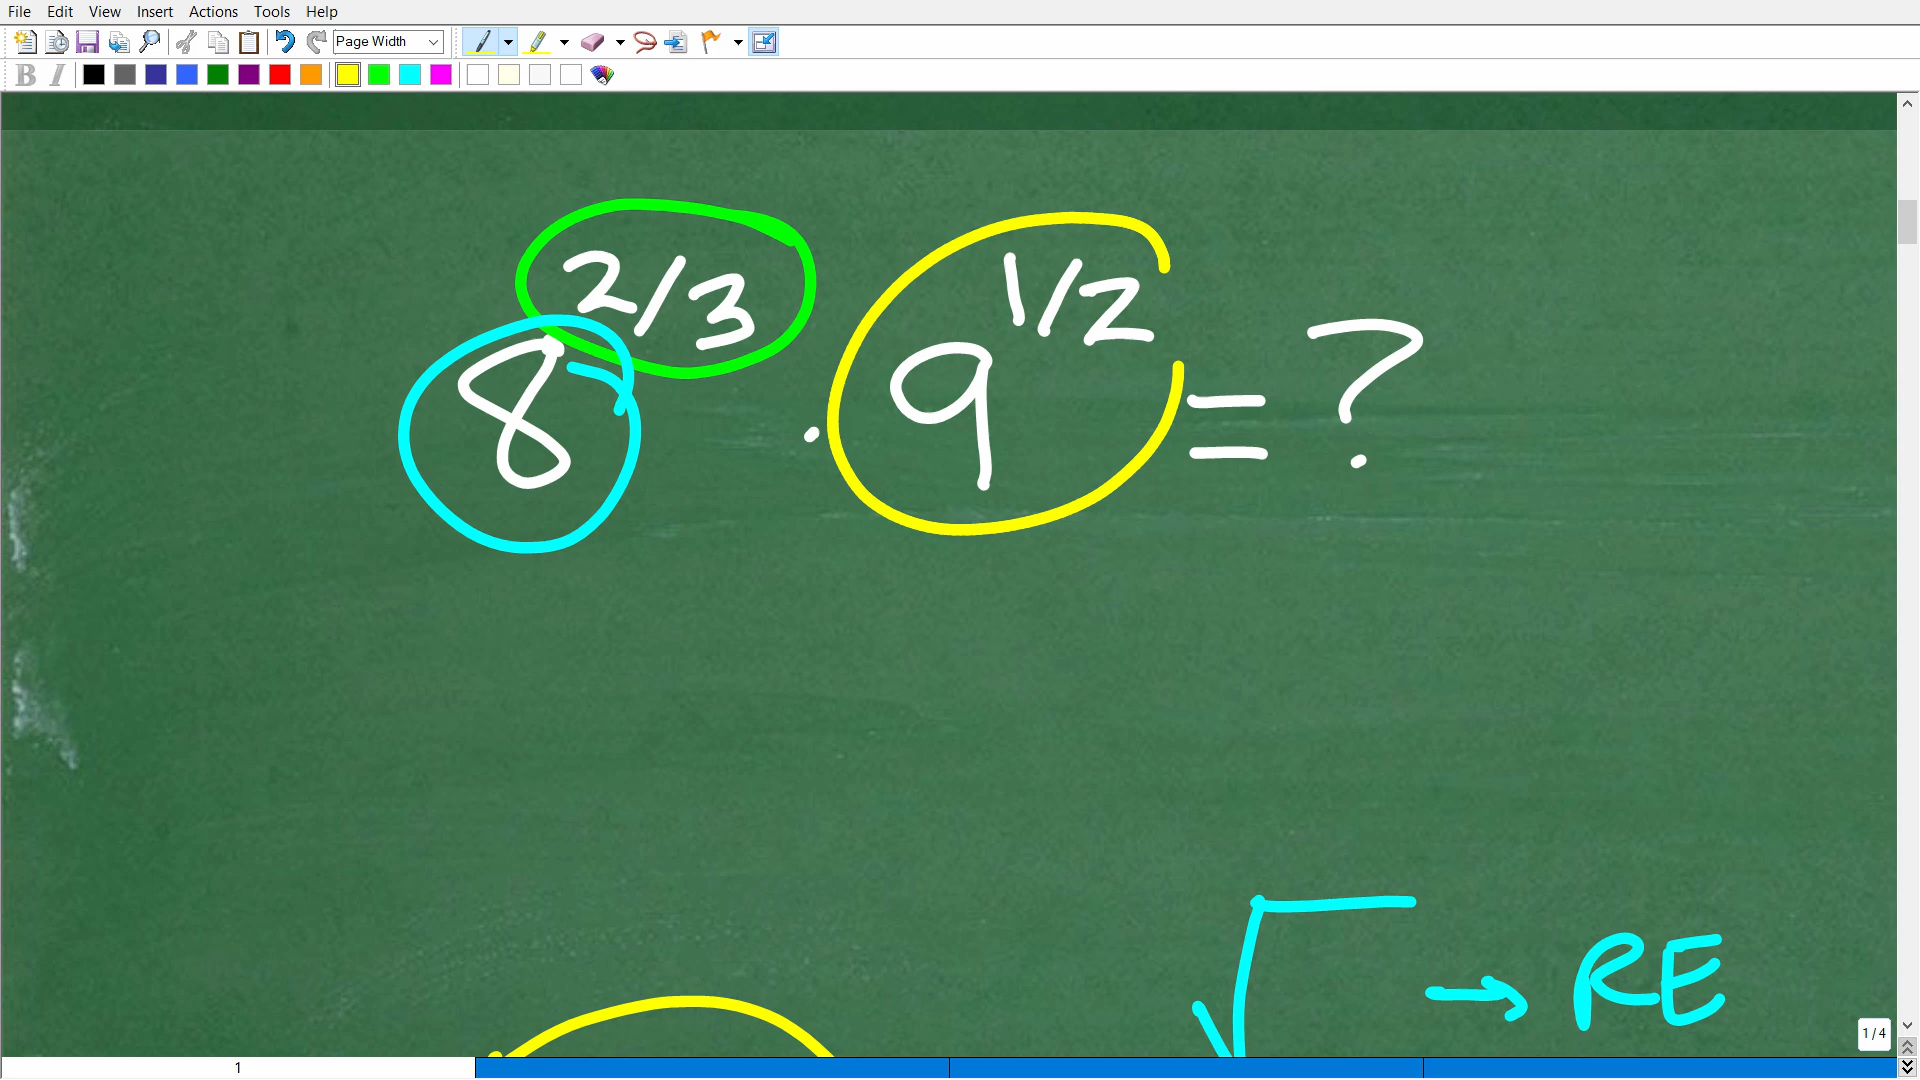 File Edit View Insert Actions Tools Help
Page Width
B I
8^2/3 · 9^1/2 = ?
√ → RE
1 / 4
1